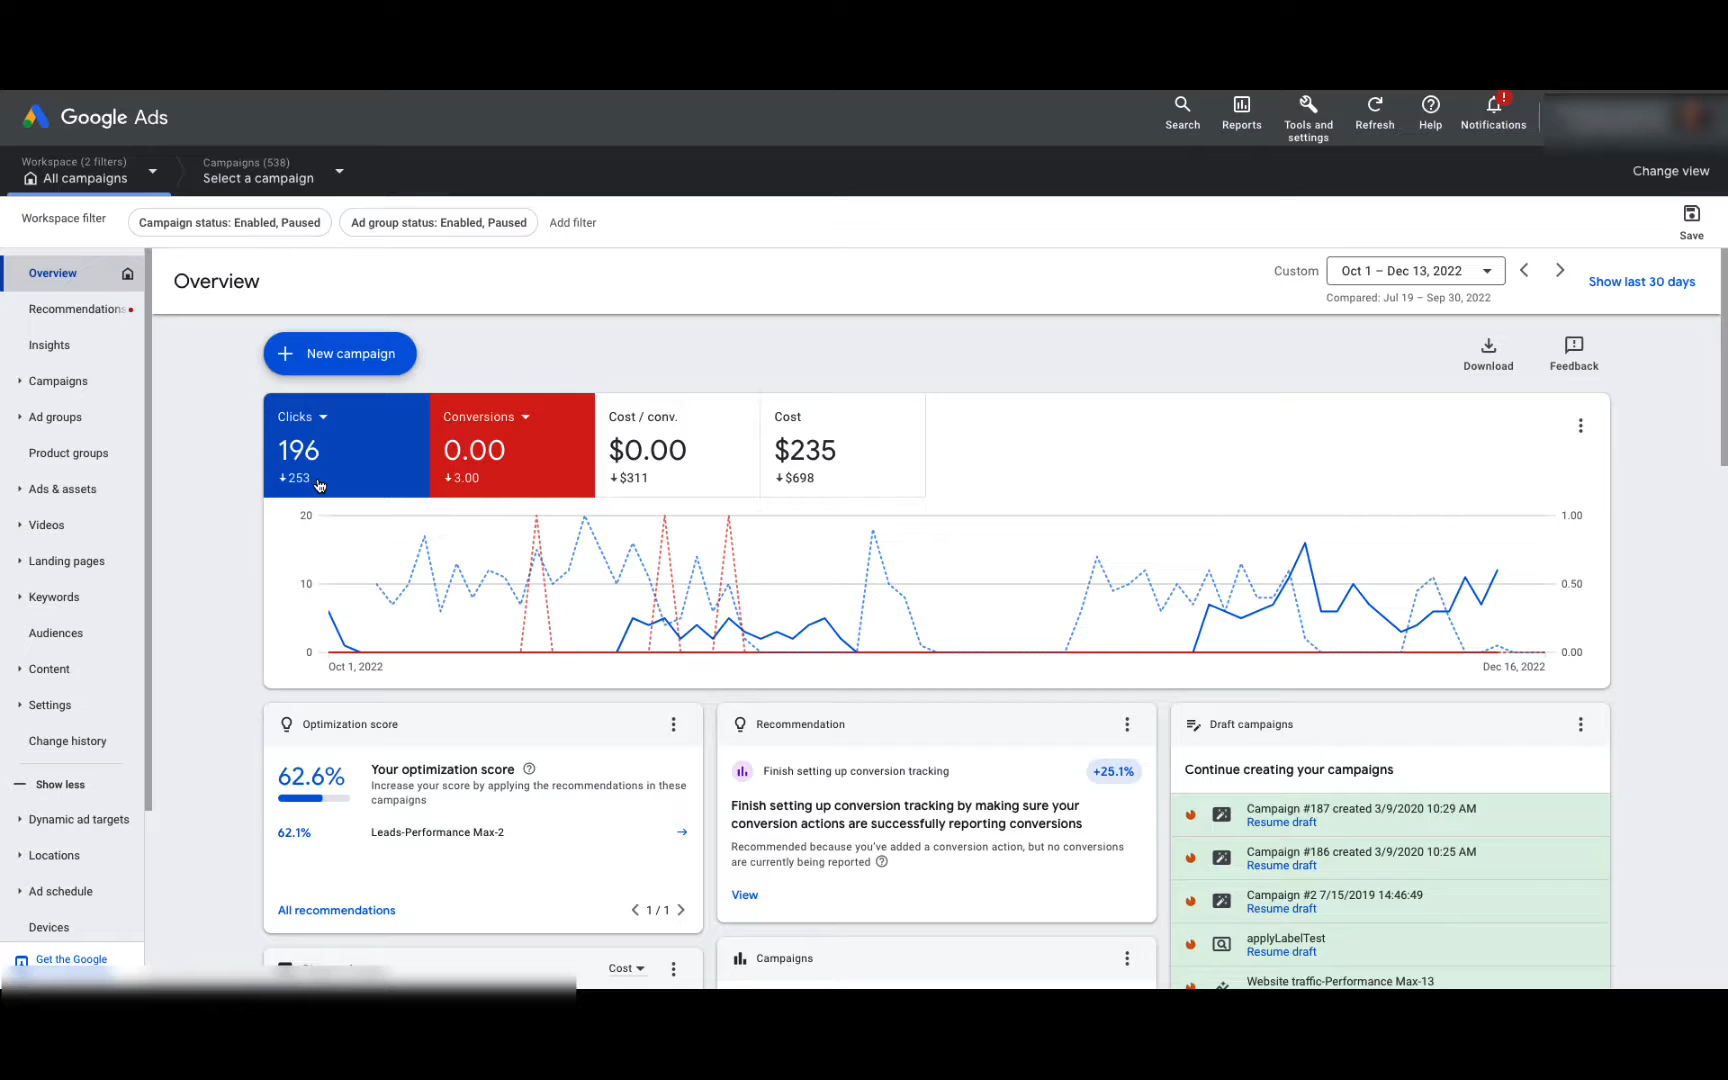 Google Ads
Search
Reports
Tools and
settings
Refresh
Help
!
Notifications
Workspace (2 filters)
All campaigns
Campaigns (538)
Select a campaign
Change view
Workspace filter
Campaign status: Enabled, Paused
Ad group status: Enabled, Paused
Add filter
Save
Overview
Recommendations
Insights
Campaigns
Ad groups
Product groups
Ads & assets
Videos
Landing pages
Keywords
Audiences
Content
Settings
Change history
Show less
Dynamic ad targets
Locations
Ad schedule
Devices
Get the Google
Overview
Custom
Oct 1 – Dec 13, 2022
Compared: Jul 19 – Sep 30, 2022
Show last 30 days
New campaign
Download
Feedback
Clicks
196
253
Conversions
0.00
3.00
Cost / conv.
$0.00
$311
Cost
$235
$698
20
10
0
1.00
0.50
0.00
Oct 1, 2022
Dec 16, 2022
Optimization score
62.6%
Your optimization score
Increase your score by applying the recommendations in these
campaigns
62.1%
Leads-Performance Max-2
All recommendations
1 / 1
Recommendation
Finish setting up conversion tracking
+25.1%
Finish setting up conversion tracking by making sure your
conversion actions are successfully reporting conversions
Recommended because you've added a conversion action, but no conversions
are currently being reported
View
Draft campaigns
Continue creating your campaigns
Campaign #187 created 3/9/2020 10:29 AM
Resume draft
Campaign #186 created 3/9/2020 10:25 AM
Resume draft
Campaign #2 7/15/2019 14:46:49
Resume draft
applyLabelTest
Resume draft
Website traffic-Performance Max-13
Cost
Campaigns